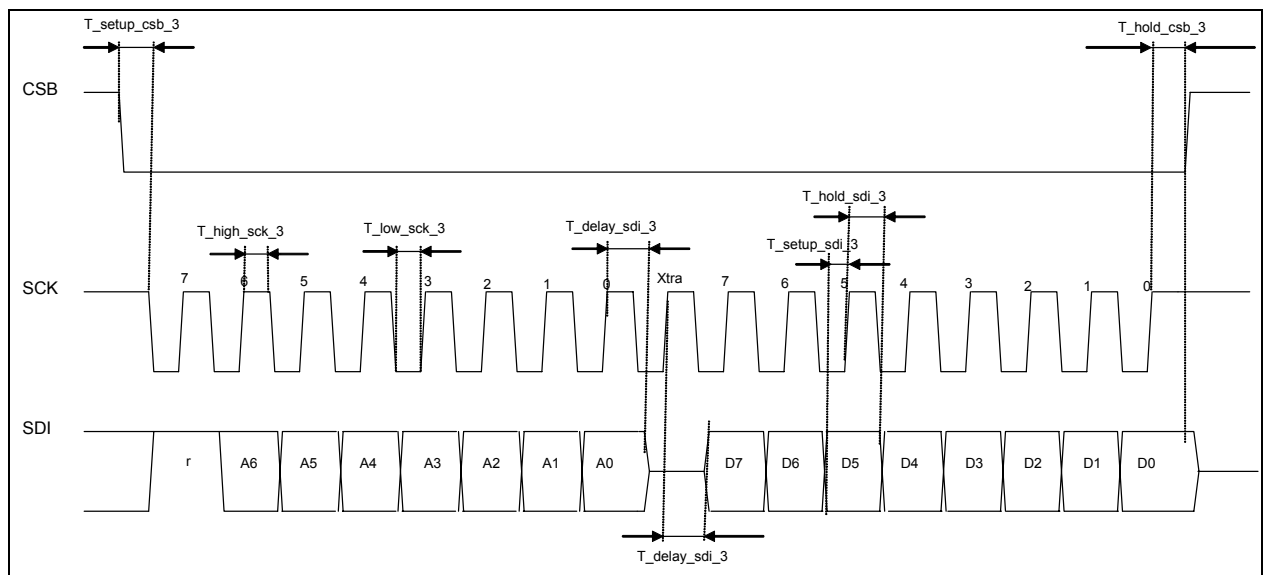 T_setup_csb_3
T_hold_csb_3
CSB
T_hold_sdi_3
T_high_sck_3
T_low_sck_3
T_delay_sdi_3
T_setup_sdi_3
SCK
7 6 5 4 3 2 1 0 Xtra 7 6 5 4 3 2 1 0
SDI
r A6 A5 A4 A3 A2 A1 A0 D7 D6 D5 D4 D3 D2 D1 D0
T_delay_sdi_3